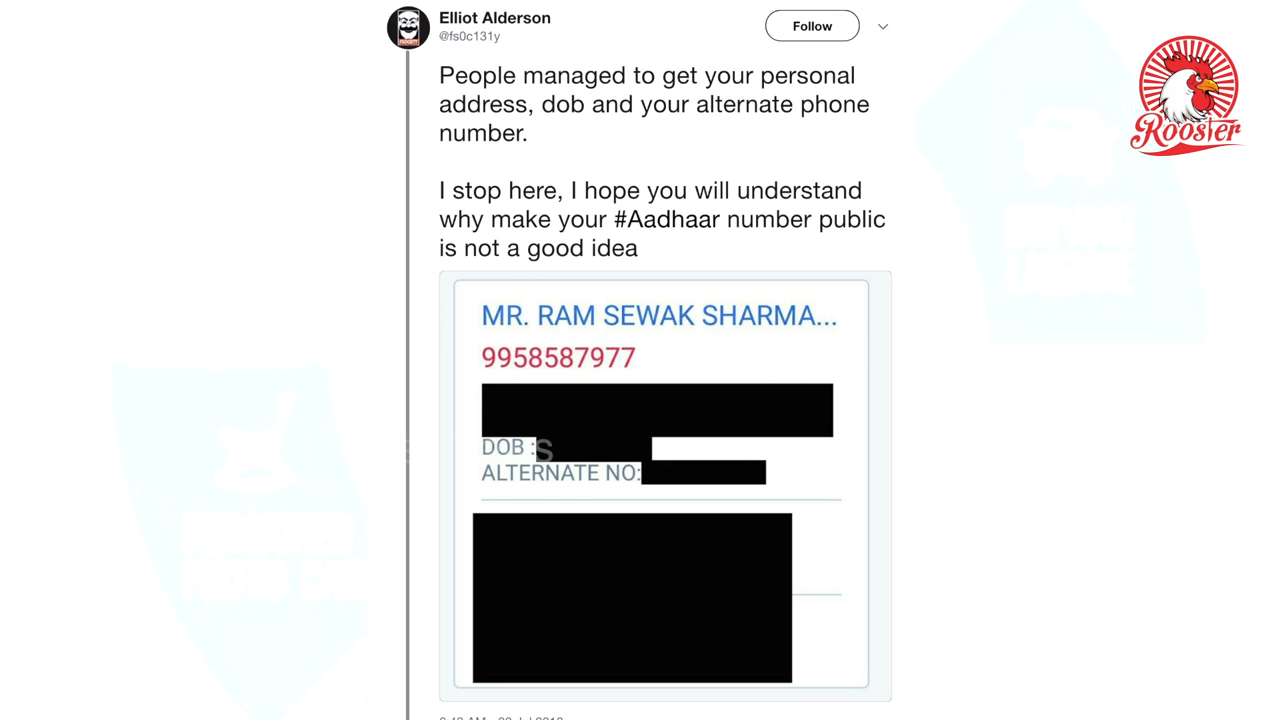 Elliot Alderson
@fs0c131y
Follow
Rooster
People managed to get your personal
address, dob and your alternate phone
number.
I stop here, I hope you will understand
why make your #Aadhaar number public
is not a good idea
MR. RAM SEWAK SHARMA...
9958587977
DOB :
ALTERNATE NO: